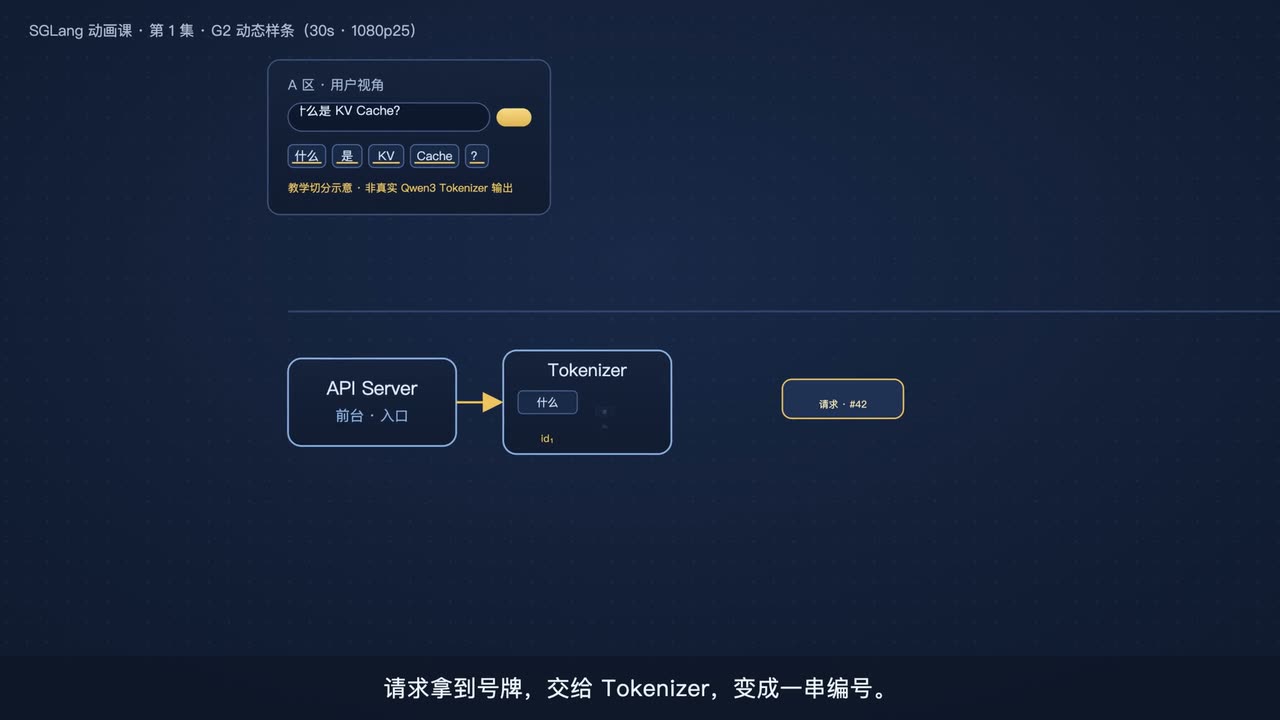 SGLang 动画课 · 第 1 集 · G2 动态样条（30s · 1080p25）
A 区 · 用户视角
什么是 KV Cache?
什么 是 KV Cache ?
教学切分示意 · 非真实 Qwen3 Tokenizer 输出
API Server
前台 · 入口
Tokenizer
什么
id₁
请求 · #42
请求拿到号牌，交给 Tokenizer，变成一串编号。